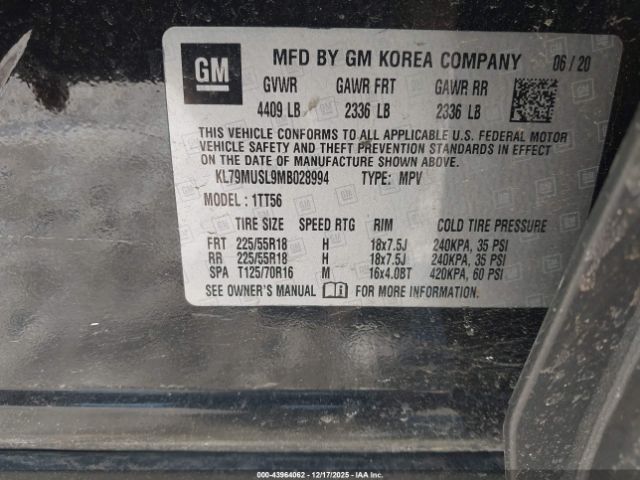 GM
MFD BY GM KOREA COMPANY 06 / 20
GVWR GAWR FRT GAWR RR
4409 LB 2336 LB 2336 LB
THIS VEHICLE CONFORMS TO ALL APPLICABLE U.S. FEDERAL MOTOR
VEHICLE SAFETY AND THEFT PREVENTION STANDARDS IN EFFECT
ON THE DATE OF MANUFACTURE SHOWN ABOVE.
KL79MUSL9MB028994 TYPE: MPV
MODEL : 1TT56
TIRE SIZE SPEED RTG RIM COLD TIRE PRESSURE
FRT 225/55R18 H 18x7.5J 240KPA, 35 PSI
RR 225/55R18 H 18x7.5J 240KPA, 35 PSI
SPA T125/70R16 M 16x4.0BT 420KPA, 60 PSI
SEE OWNER'S MANUAL FOR MORE INFORMATION.
000-43964062 - 12/17/2025 - IAAI.COM